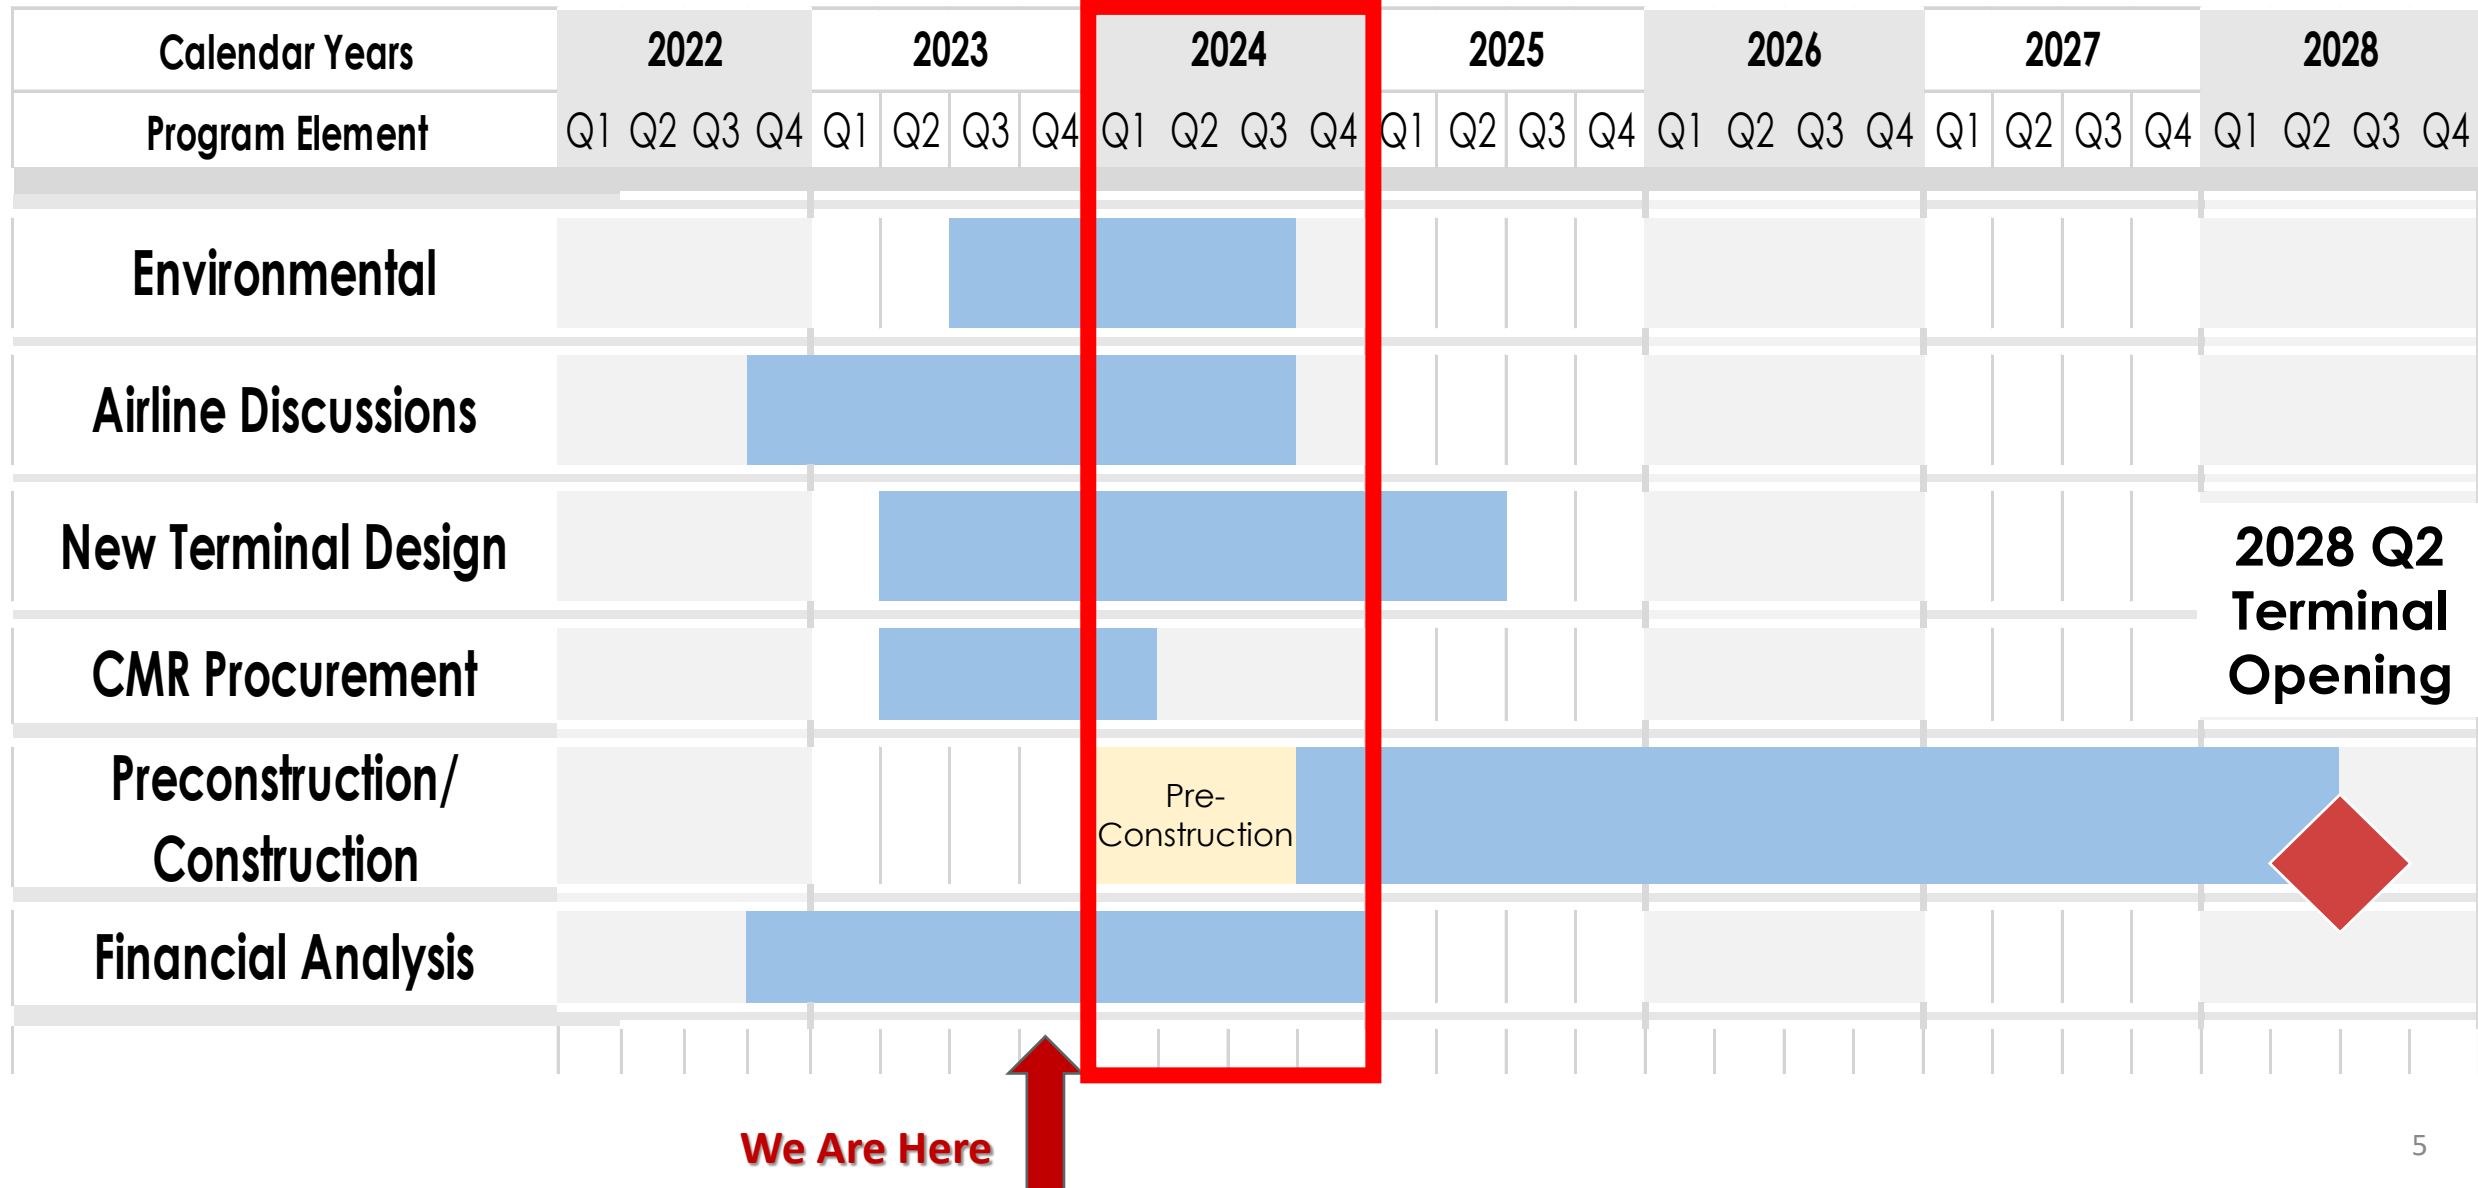 Calendar Years 2022 2023 2024 2025 2026 2027 2028
Program Element Q1 Q2 Q3 Q4 Q1 Q2 Q3 Q4 Q1 Q2 Q3 Q4 Q1 Q2 Q3 Q4 Q1 Q2 Q3 Q4 Q1 Q2 Q3 Q4 Q1 Q2 Q3 Q4
Environmental
Airline Discussions
New Terminal Design
2028 Q2
Terminal
Opening
CMR Procurement
Preconstruction/
Construction
Pre-
Construction
Financial Analysis
We Are Here
5